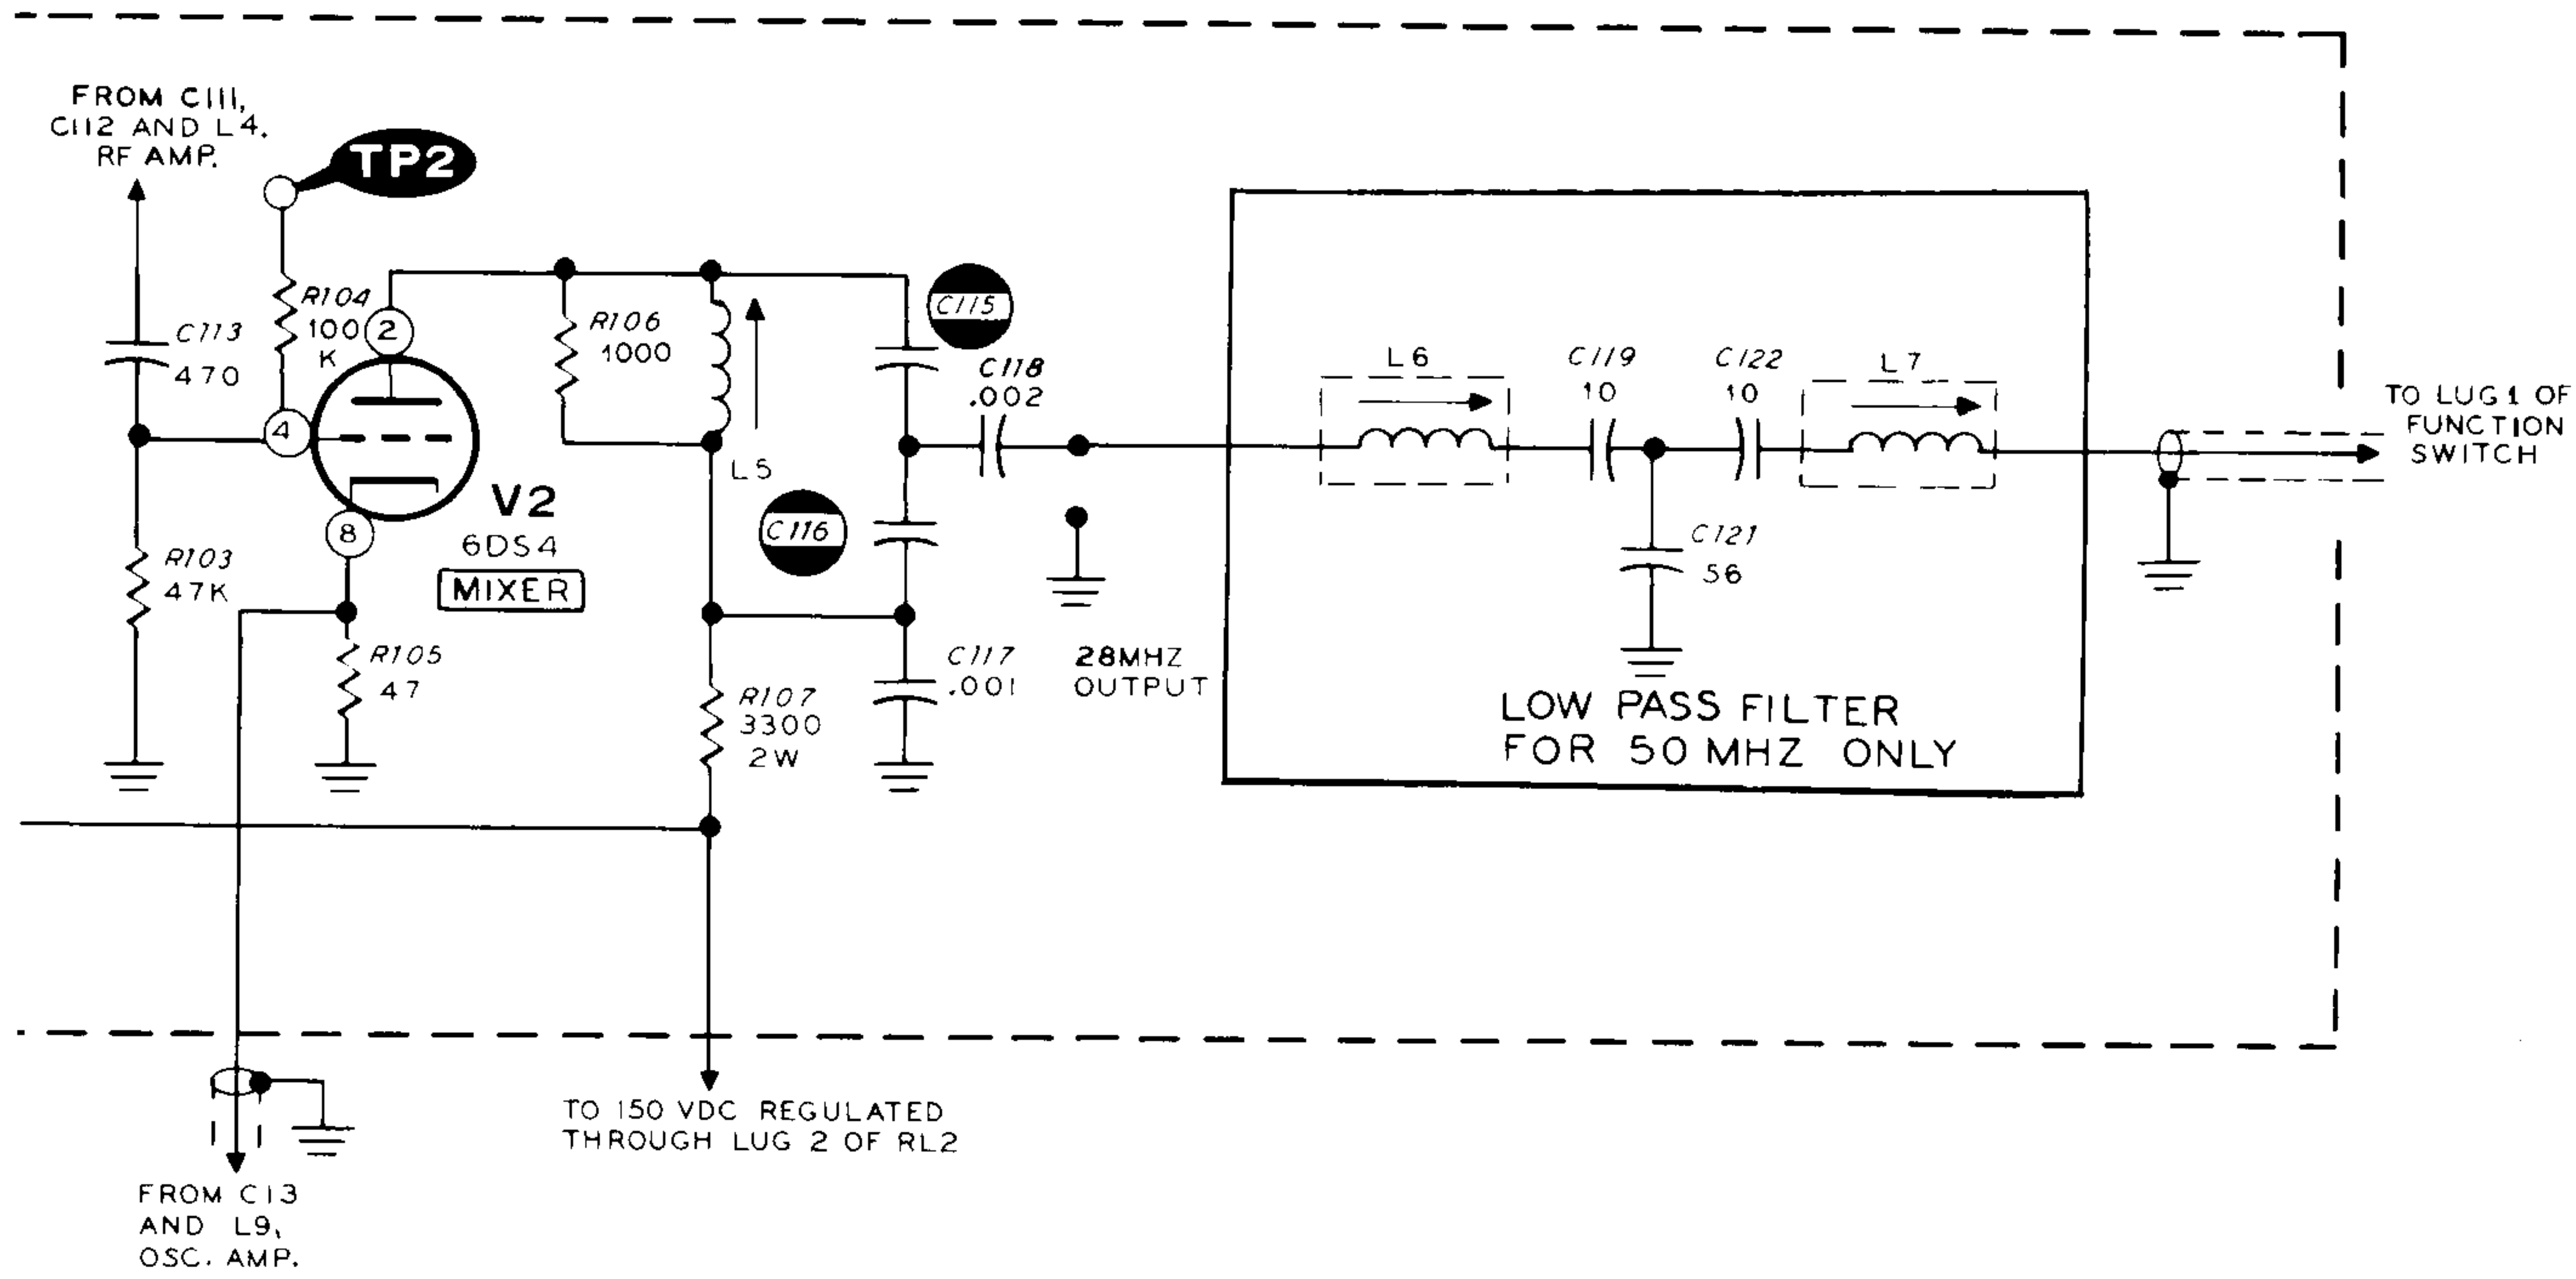 FROM C111,
C112 AND L4.
RF AMP.
TP2
R104
100
K
C113
470
2
4
8
V2
6DS4
MIXER
R103
47K
R105
47
R106
1000
L5
C115
C116
C118
.002
C117
.001
R107
3300
2W
28MHZ
OUTPUT
L6
C119
10
C122
10
L7
C121
56
LOW PASS FILTER
FOR 50 MHZ ONLY
TO LUG 1 OF
FUNCTION
SWITCH
TO 150 VDC REGULATED
THROUGH LUG 2 OF RL2
FROM C13
AND L9,
OSC. AMP.